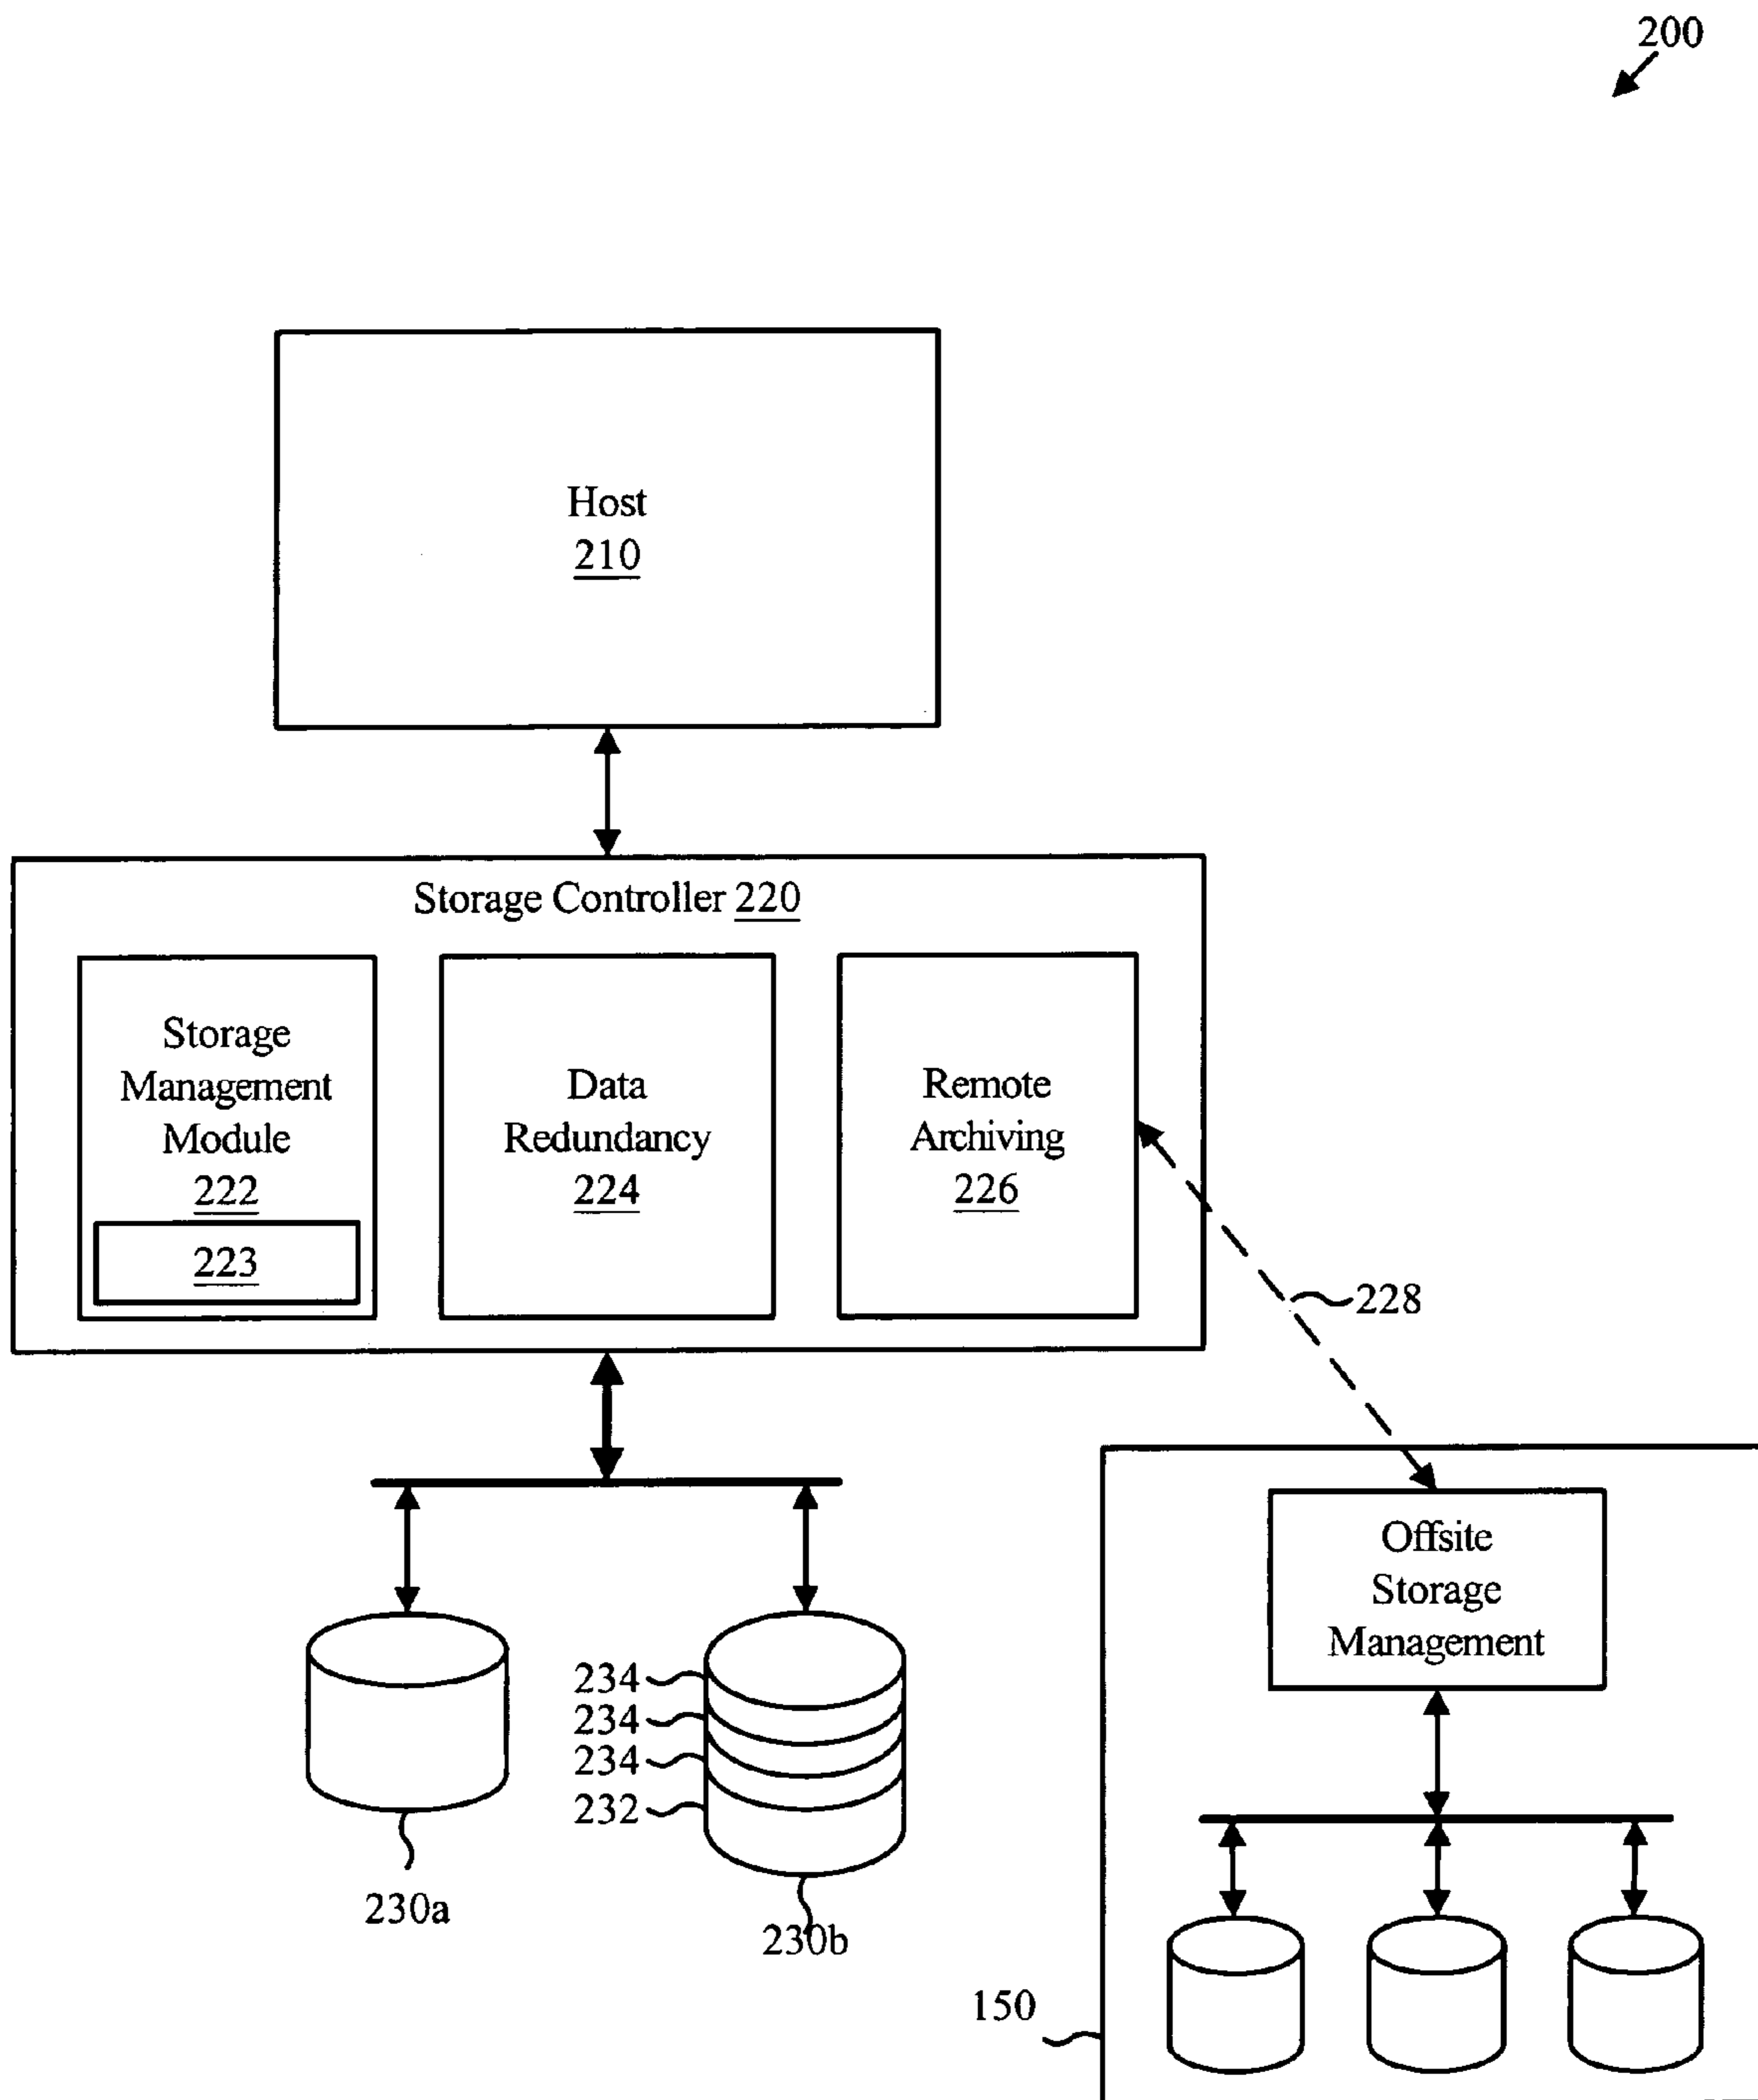 200
Host
210
Storage Controller 220
Storage
Management
Module
222
223
Data
Redundancy
224
Remote
Archiving
226
228
Offsite
Storage
Management
234
234
234
232
230a
230b
150